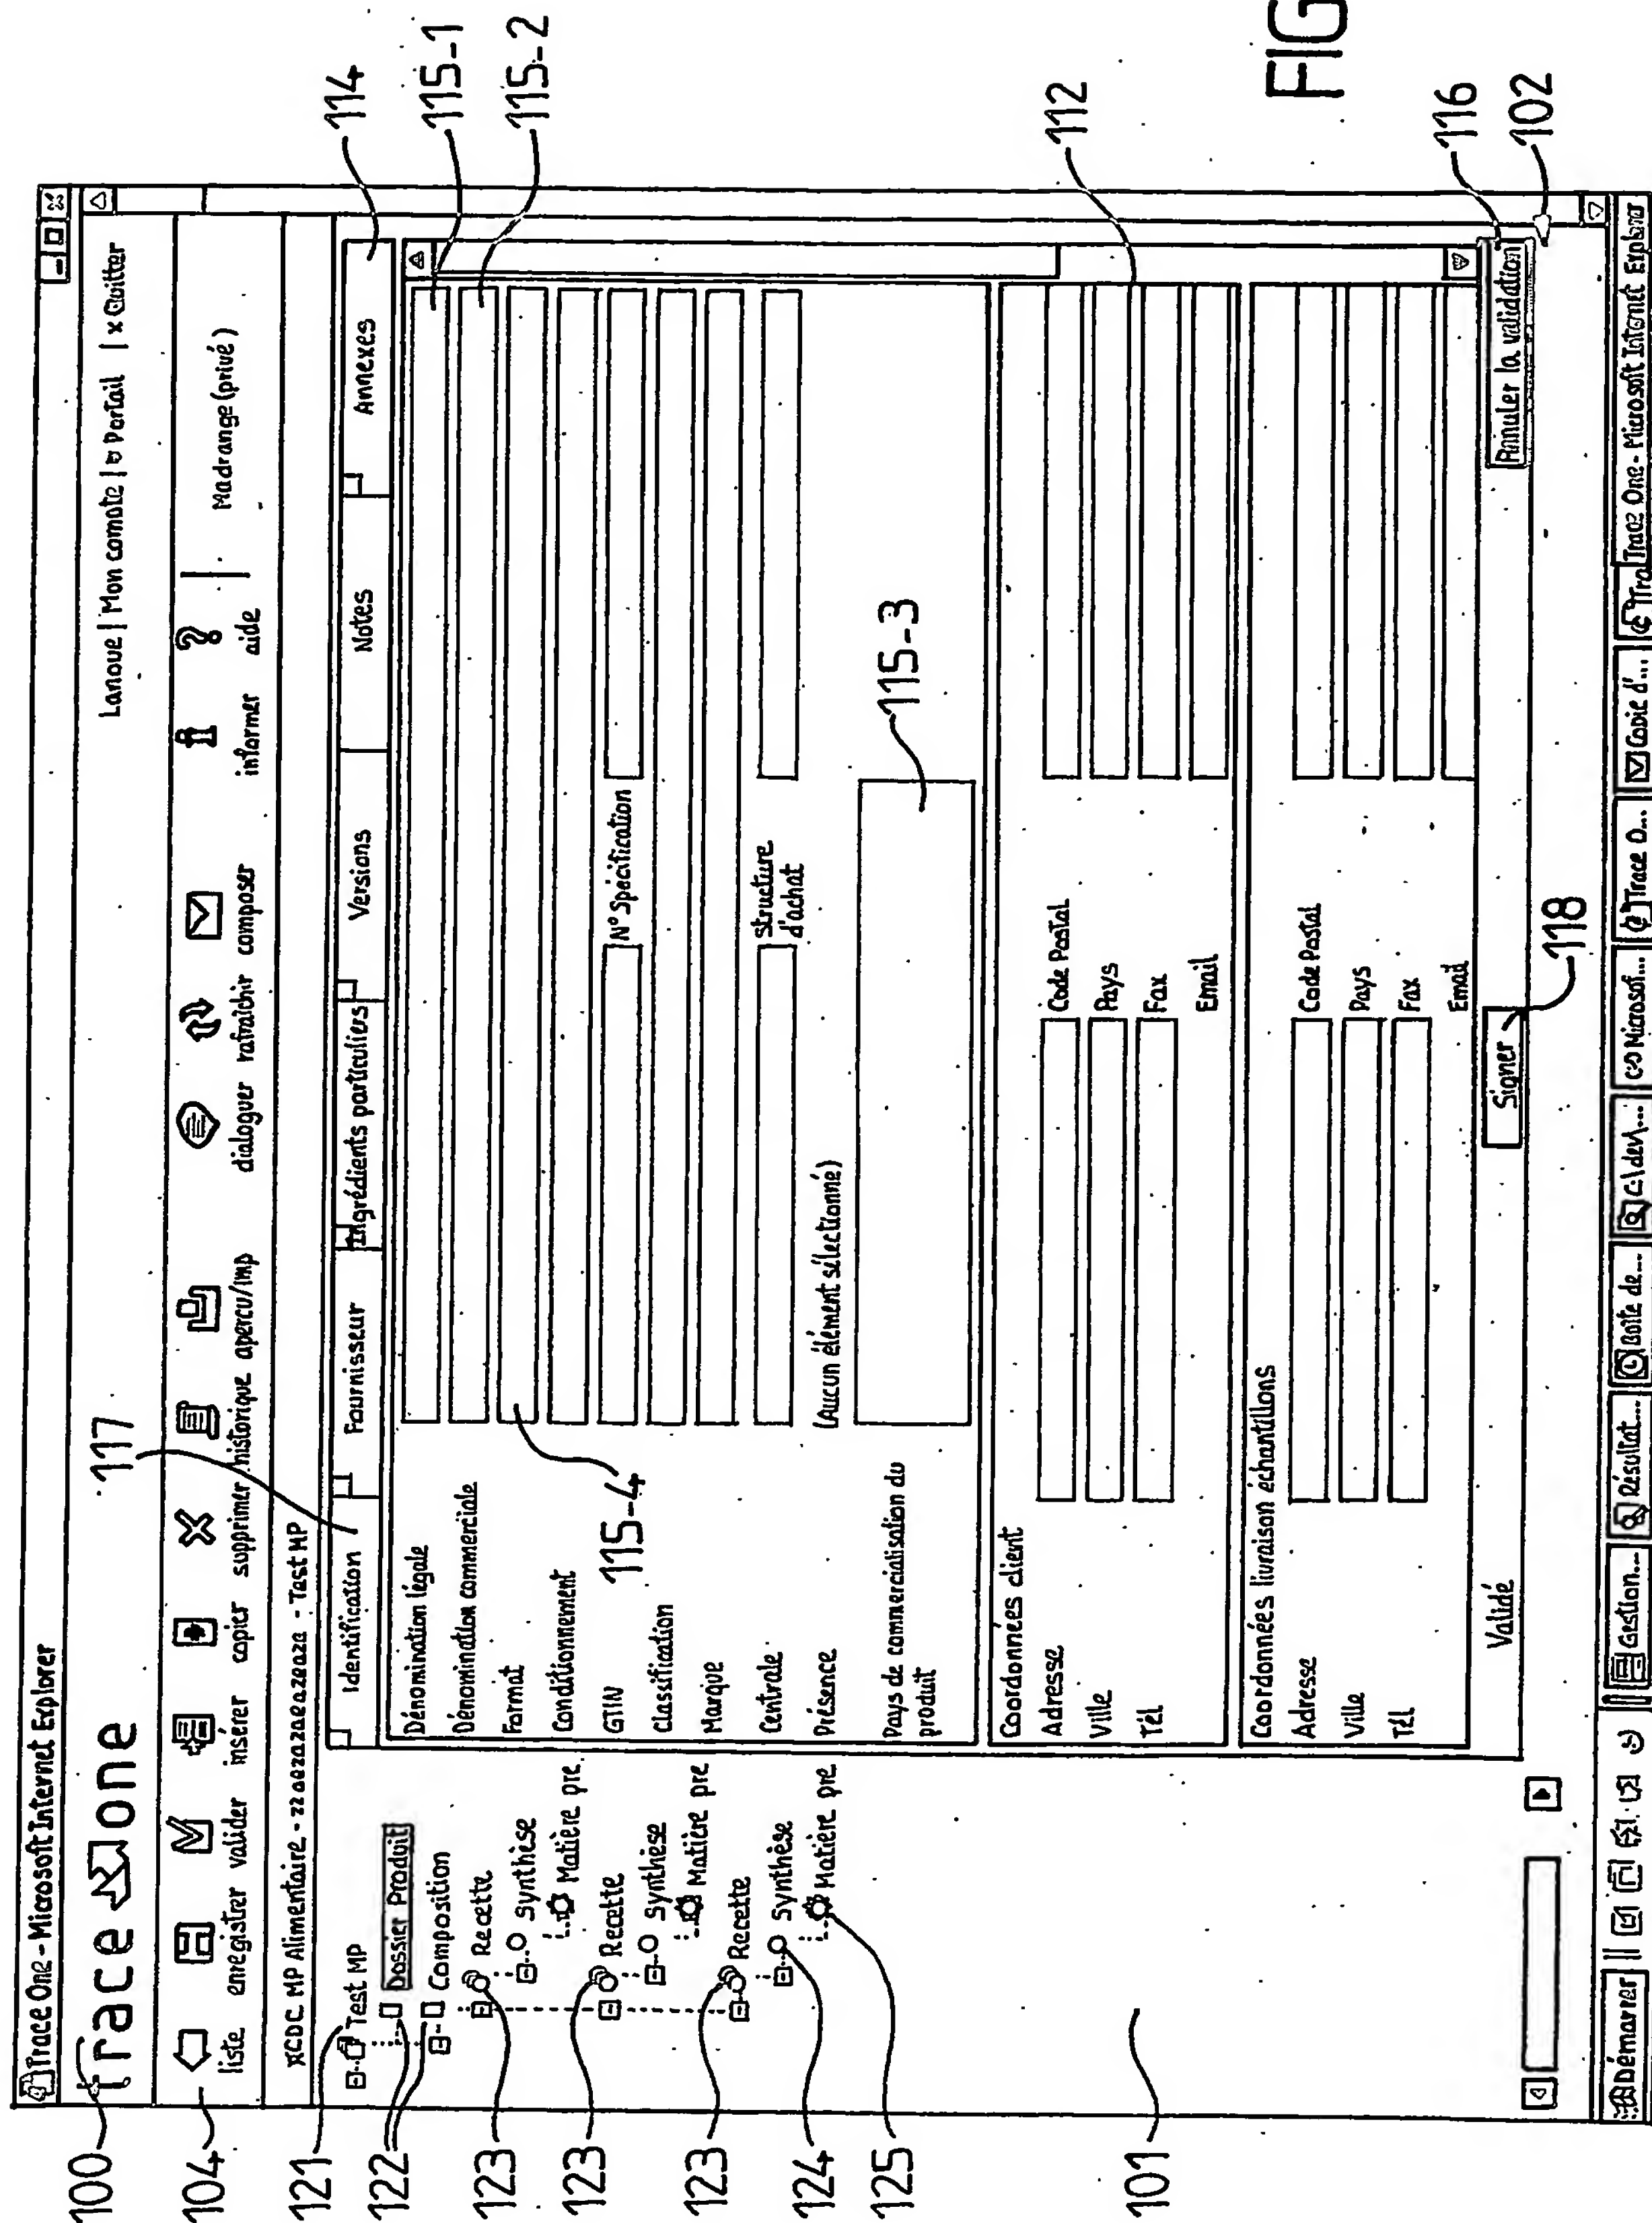 Trace One - Microsoft Internet Explorer
100
trace one
Langue | Mon compte | Portail | x Quitter
104
liste enregistrer valider insérer copier supprimer historique apercu/imp dialoguer rafraîchir composer informer aide
Madrange (privé)
117
CDC MP Alimentaire - zz aezazaeazeaza - Test MP
121
Test MP
122
Dossier Produit
Composition
123
Recette
Synthèse
Matière pre
123
Recette
Synthèse
Matière pre
123
Recette
124
Synthèse
125
Matière pre
101
Identification
Fournisseur
Ingrédients particuliers
Versions
Notes
Annexes
114
Dénomination légale
115-1
Dénomination commerciale
115-2
Format
115-4
Conditionnement
GTIN
N° Spécification
Classification
Marque
Centrale
Structure d'achat
Présence
(Aucun élément sélectionné)
Pays de commercialisation du
produit
115-3
Coordonnées client
Adresse
Code Postal
112
Ville
Pays
Tél
Fax
Email
Coordonnées livraison échantillons
Adresse
Code Postal
Ville
Pays
Tél
Fax
Email
Validé
Signer
118
Annuler la validation
116
102
Démarrer
Gestion...
Résultat...
Boîte de...
C:\dev\...
Microsof...
Trace O...
Copie d'...
Tra
Trace One - Microsoft Internet Explorer
FIG